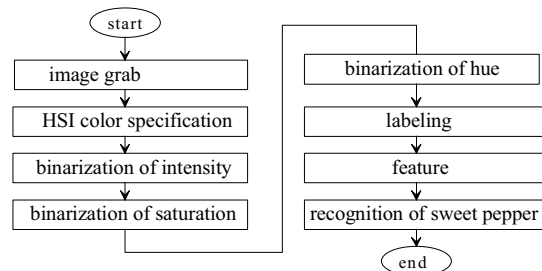 start
image grab
HSI color specification
binarization of intensity
binarization of saturation
binarization of hue
labeling
feature
recognition of sweet pepper
end